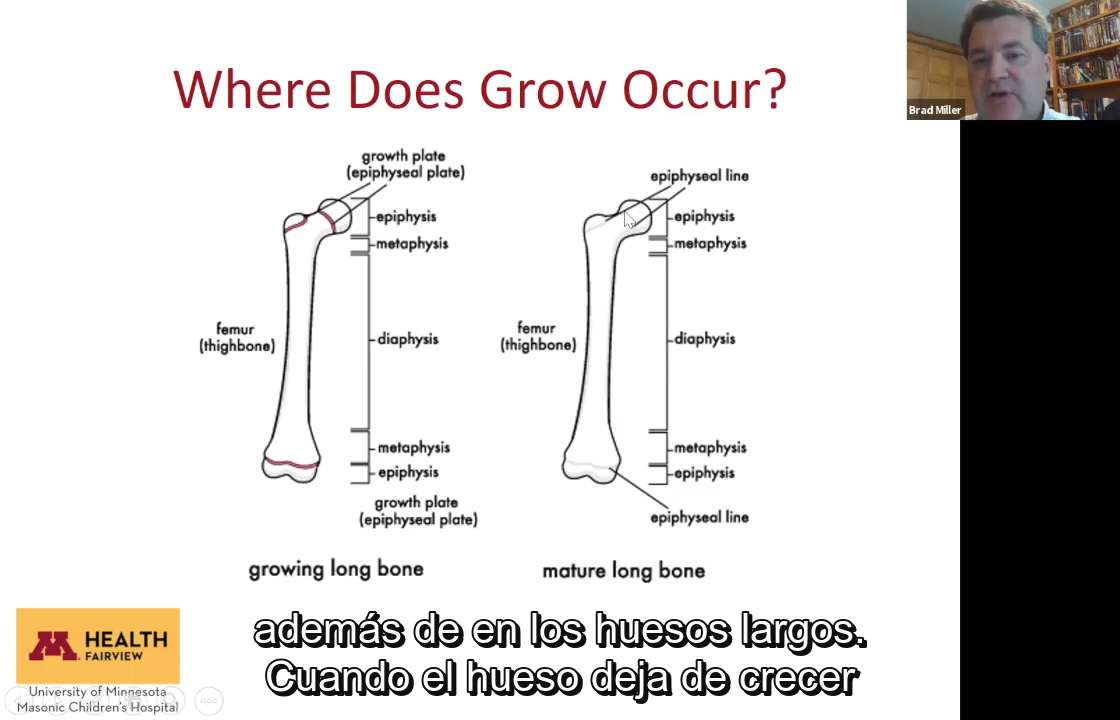 Where Does Grow Occur?
Brad Miller
growth plate
(epiphyseal plate)
epiphysis
metaphysis
femur
(thighbone)
diaphysis
metaphysis
epiphysis
growth plate
(epiphyseal plate)
growing long bone
epiphyseal line
epiphysis
metaphysis
femur
(thighbone)
diaphysis
metaphysis
epiphysis
epiphyseal line
mature long bone
M HEALTH
FAIRVIEW
University of Minnesota
Masonic Children's Hospital
además de en los huesos largos.
Cuando el hueso deja de crecer